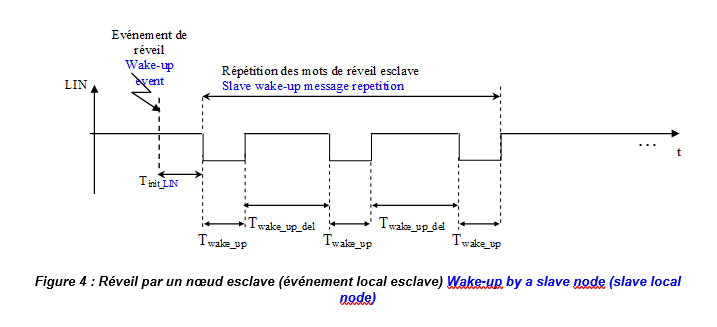 Evénement de
réveil
Wake-up
event
LIN
Répétition des mots de réveil esclave
Slave wake-up message repetition
...
t
Tinit_LIN
Twake_up_del
Twake_up_del
Twake_up
Twake_up
Twake_up
Figure 4 : Réveil par un nœud esclave (événement local esclave) Wake-up by a slave node (slave local
node)